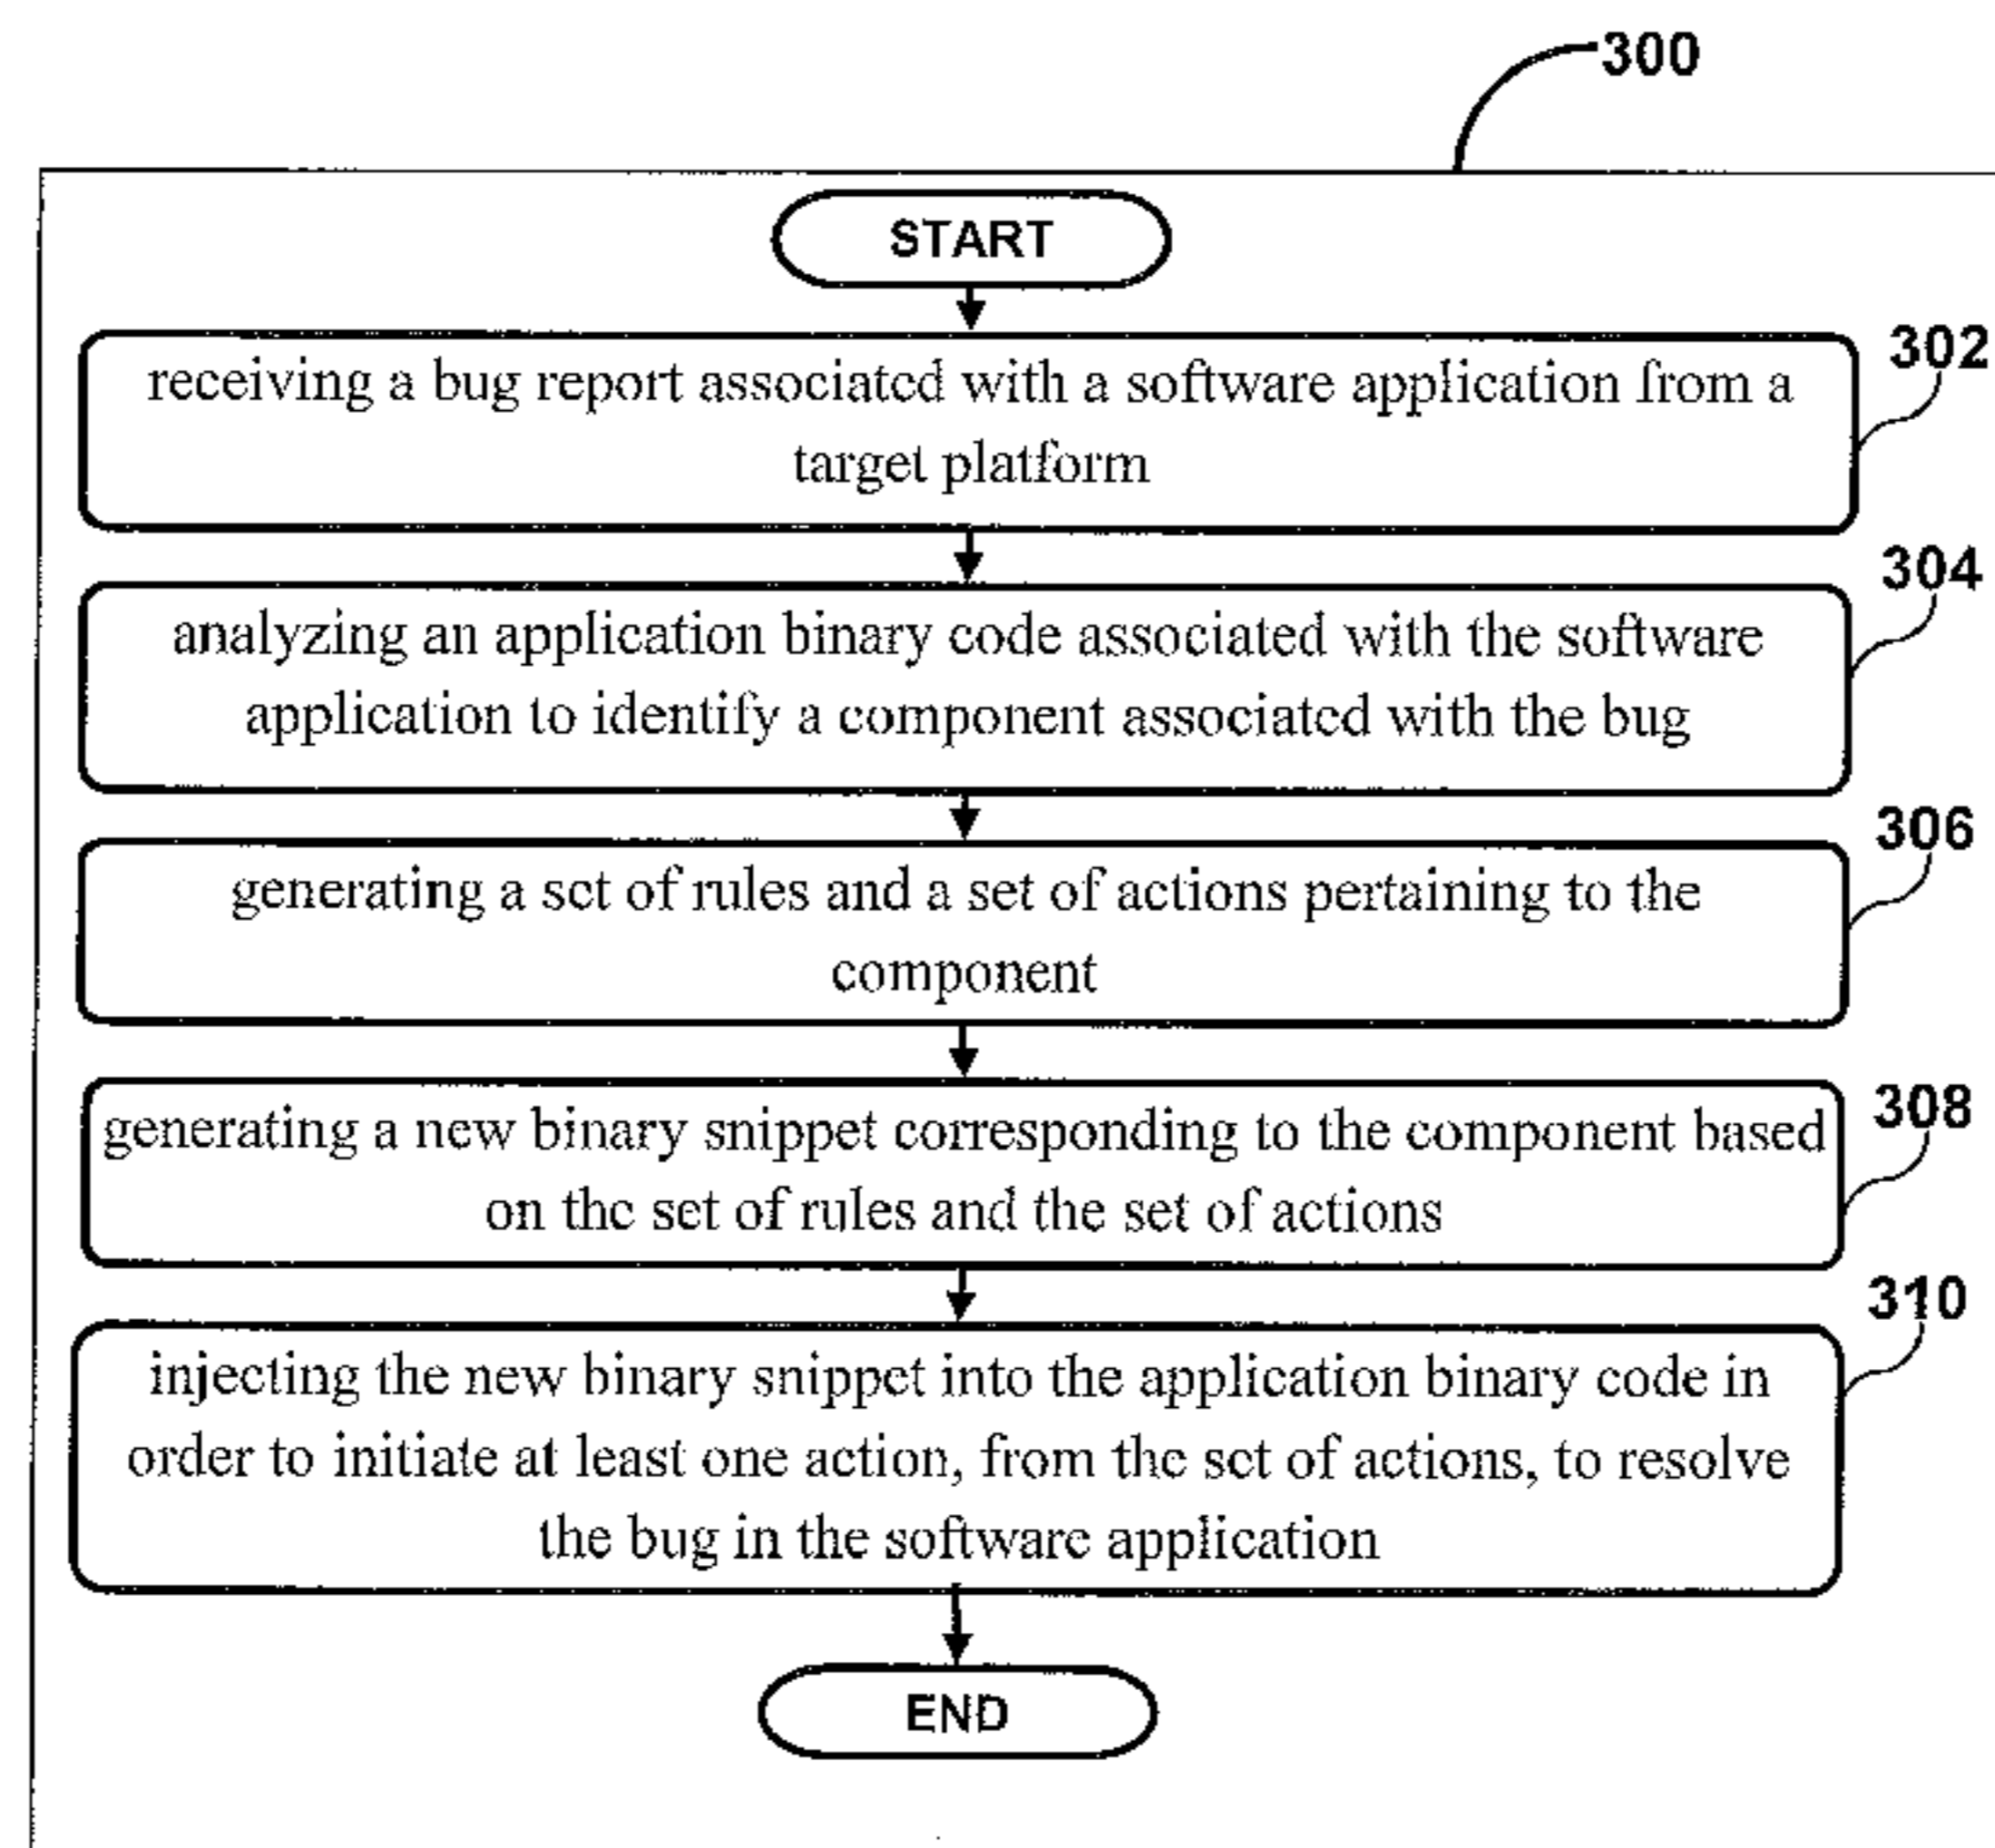 300
START
302
receiving a bug report associated with a software application from a
target platform
304
analyzing an application binary code associated with the software
application to identify a component associated with the bug
306
generating a set of rules and a set of actions pertaining to the
component
308
generating a new binary snippet corresponding to the component based
on the set of rules and the set of actions
310
injecting the new binary snippet into the application binary code in
order to initiate at least one action, from the set of actions, to resolve
the bug in the software application
END